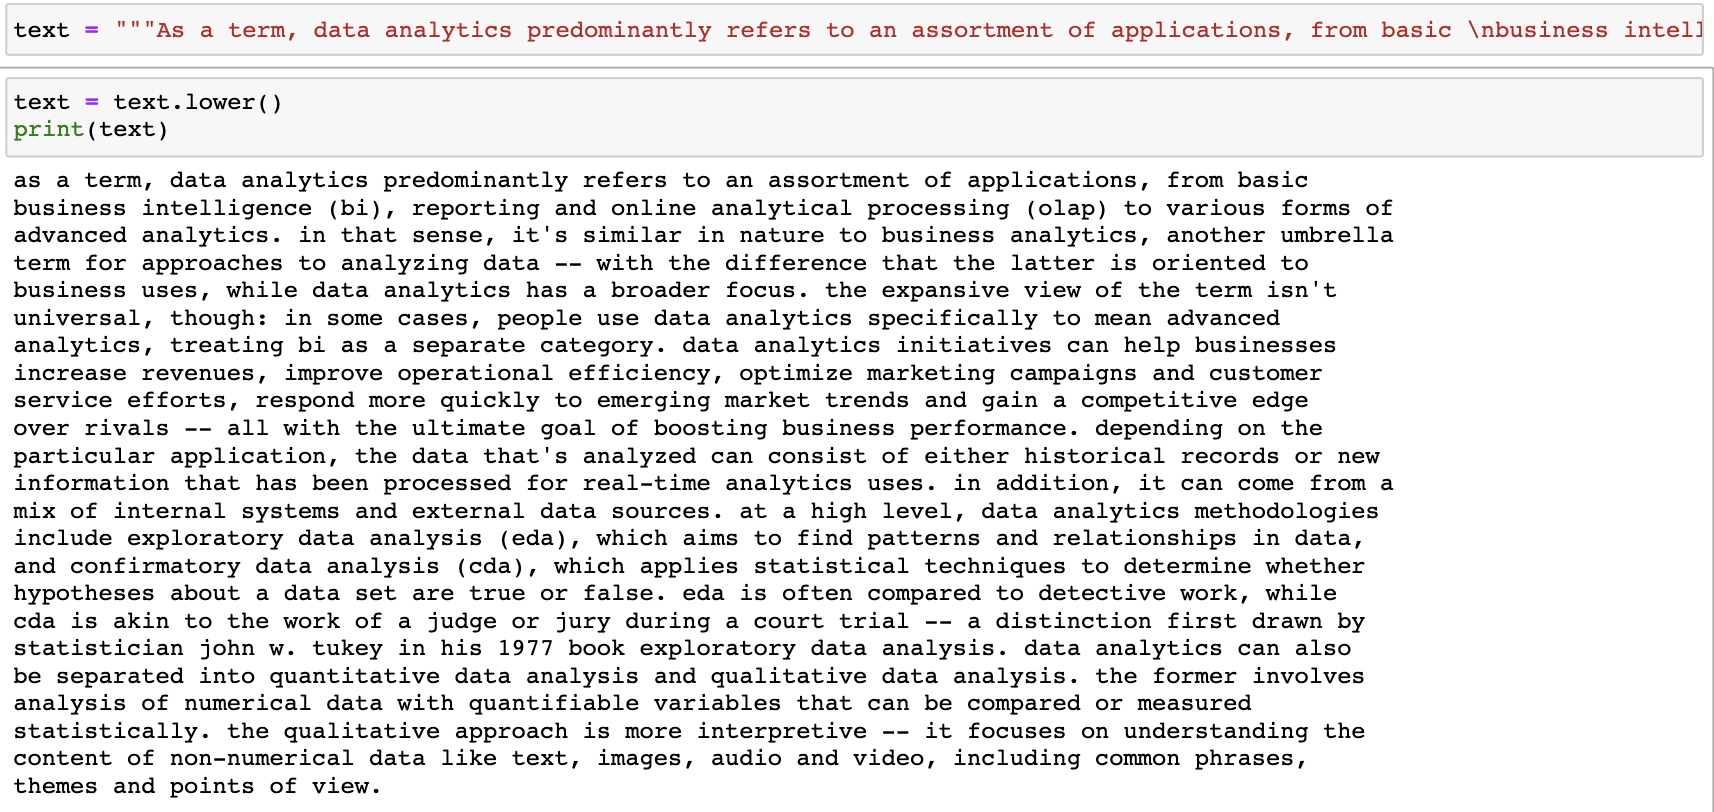 text = """As a term, data analytics predominantly refers to an assortment of applications, from basic \nbusiness intell
text = text.lower()
print(text)
as a term, data analytics predominantly refers to an assortment of applications, from basic
business intelligence (bi), reporting and online analytical processing (olap) to various forms of
advanced analytics. in that sense, it's similar in nature to business analytics, another umbrella
term for approaches to analyzing data -- with the difference that the latter is oriented to
business uses, while data analytics has a broader focus. the expansive view of the term isn't
universal, though: in some cases, people use data analytics specifically to mean advanced
analytics, treating bi as a separate category. data analytics initiatives can help businesses
increase revenues, improve operational efficiency, optimize marketing campaigns and customer
service efforts, respond more quickly to emerging market trends and gain a competitive edge
over rivals -- all with the ultimate goal of boosting business performance. depending on the
particular application, the data that's analyzed can consist of either historical records or new
information that has been processed for real-time analytics uses. in addition, it can come from a
mix of internal systems and external data sources. at a high level, data analytics methodologies
include exploratory data analysis (eda), which aims to find patterns and relationships in data,
and confirmatory data analysis (cda), which applies statistical techniques to determine whether
hypotheses about a data set are true or false. eda is often compared to detective work, while
cda is akin to the work of a judge or jury during a court trial -- a distinction first drawn by
statistician john w. tukey in his 1977 book exploratory data analysis. data analytics can also
be separated into quantitative data analysis and qualitative data analysis. the former involves
analysis of numerical data with quantifiable variables that can be compared or measured
statistically. the qualitative approach is more interpretive -- it focuses on understanding the
content of non-numerical data like text, images, audio and video, including common phrases,
themes and points of view.